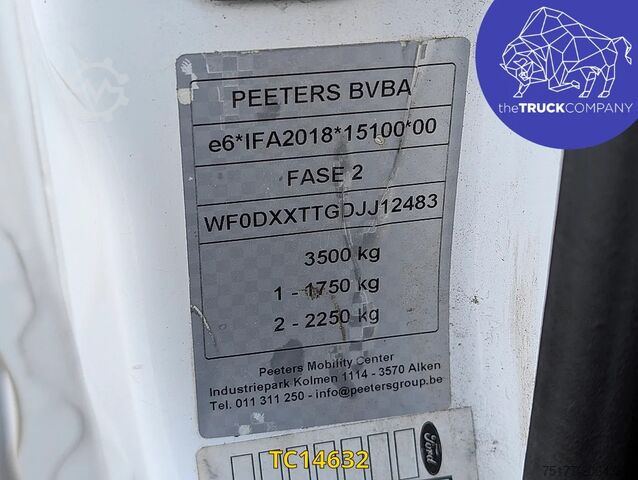 PEETERS BVBA
e6*IFA2018*15100*00
FASE 2
WF0DXXTTGDJJ12483
3500 kg
1 - 1750 kg
2 - 2250 kg
Peeters Mobility Center
Industriepark Kolmen 1114 - 3570 Alken
Tel. 011 311 250 - info@peetersgroup.be
theTRUCKCOMPANY
TC14632
Ford